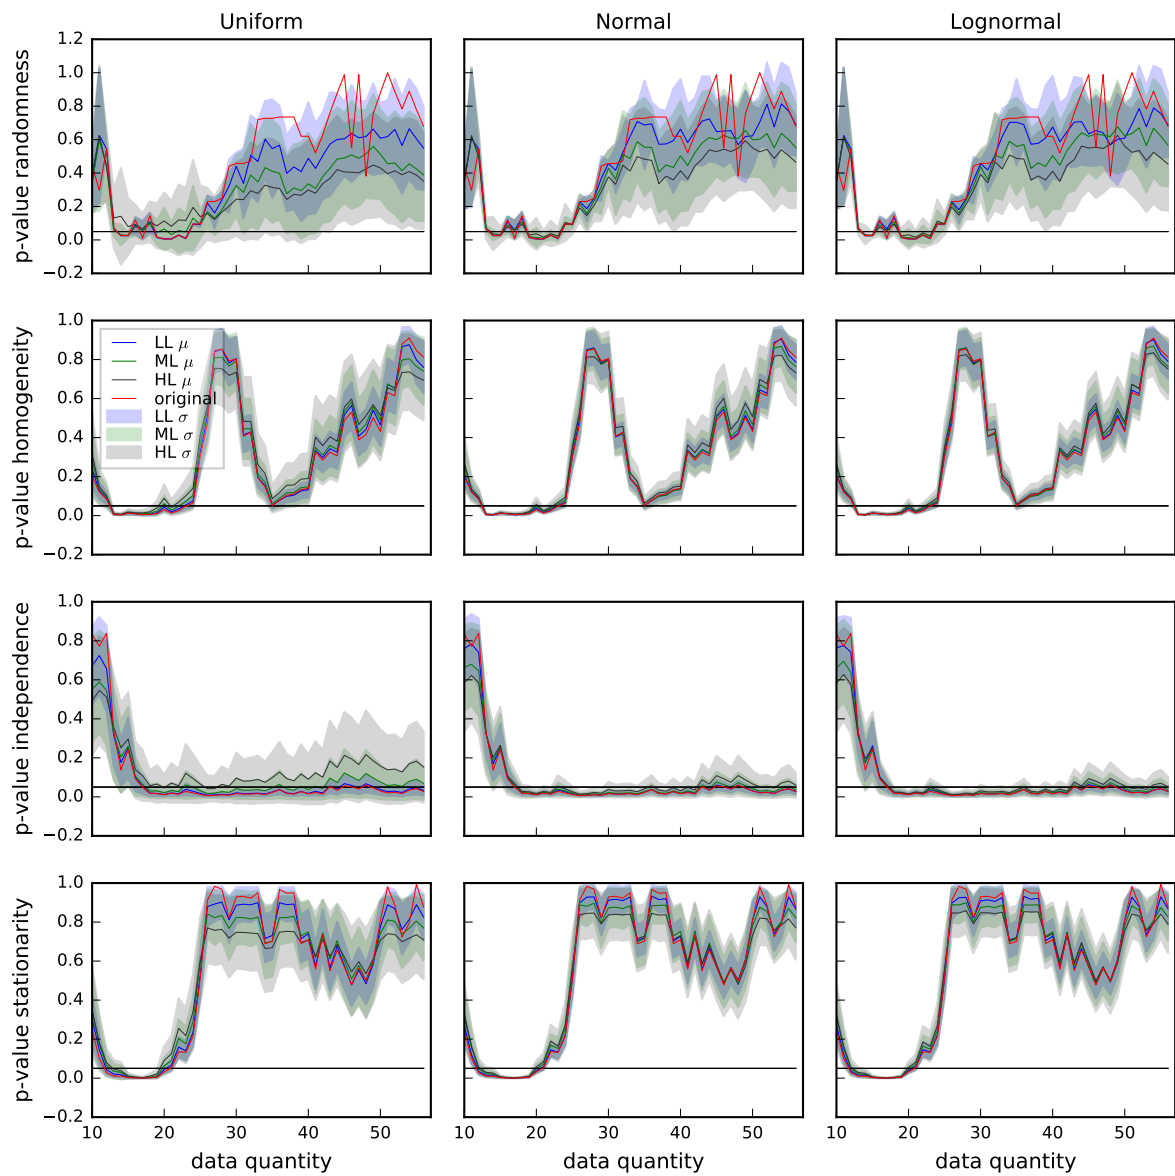 Uniform Normal Lognormal
p-value randomness
1.2
1.0
0.8
0.6
0.4
0.2
0.0
−0.2
p-value homogeneity
1.0
0.8
0.6
0.4
0.2
0.0
−0.2
LL μ
ML μ
HL μ
original
LL σ
ML σ
HL σ
p-value independence
1.0
0.8
0.6
0.4
0.2
0.0
−0.2
p-value stationarity
1.0
0.8
0.6
0.4
0.2
0.0
−0.2
10 20 30 40 50 10 20 30 40 50 10 20 30 40 50
data quantity data quantity data quantity